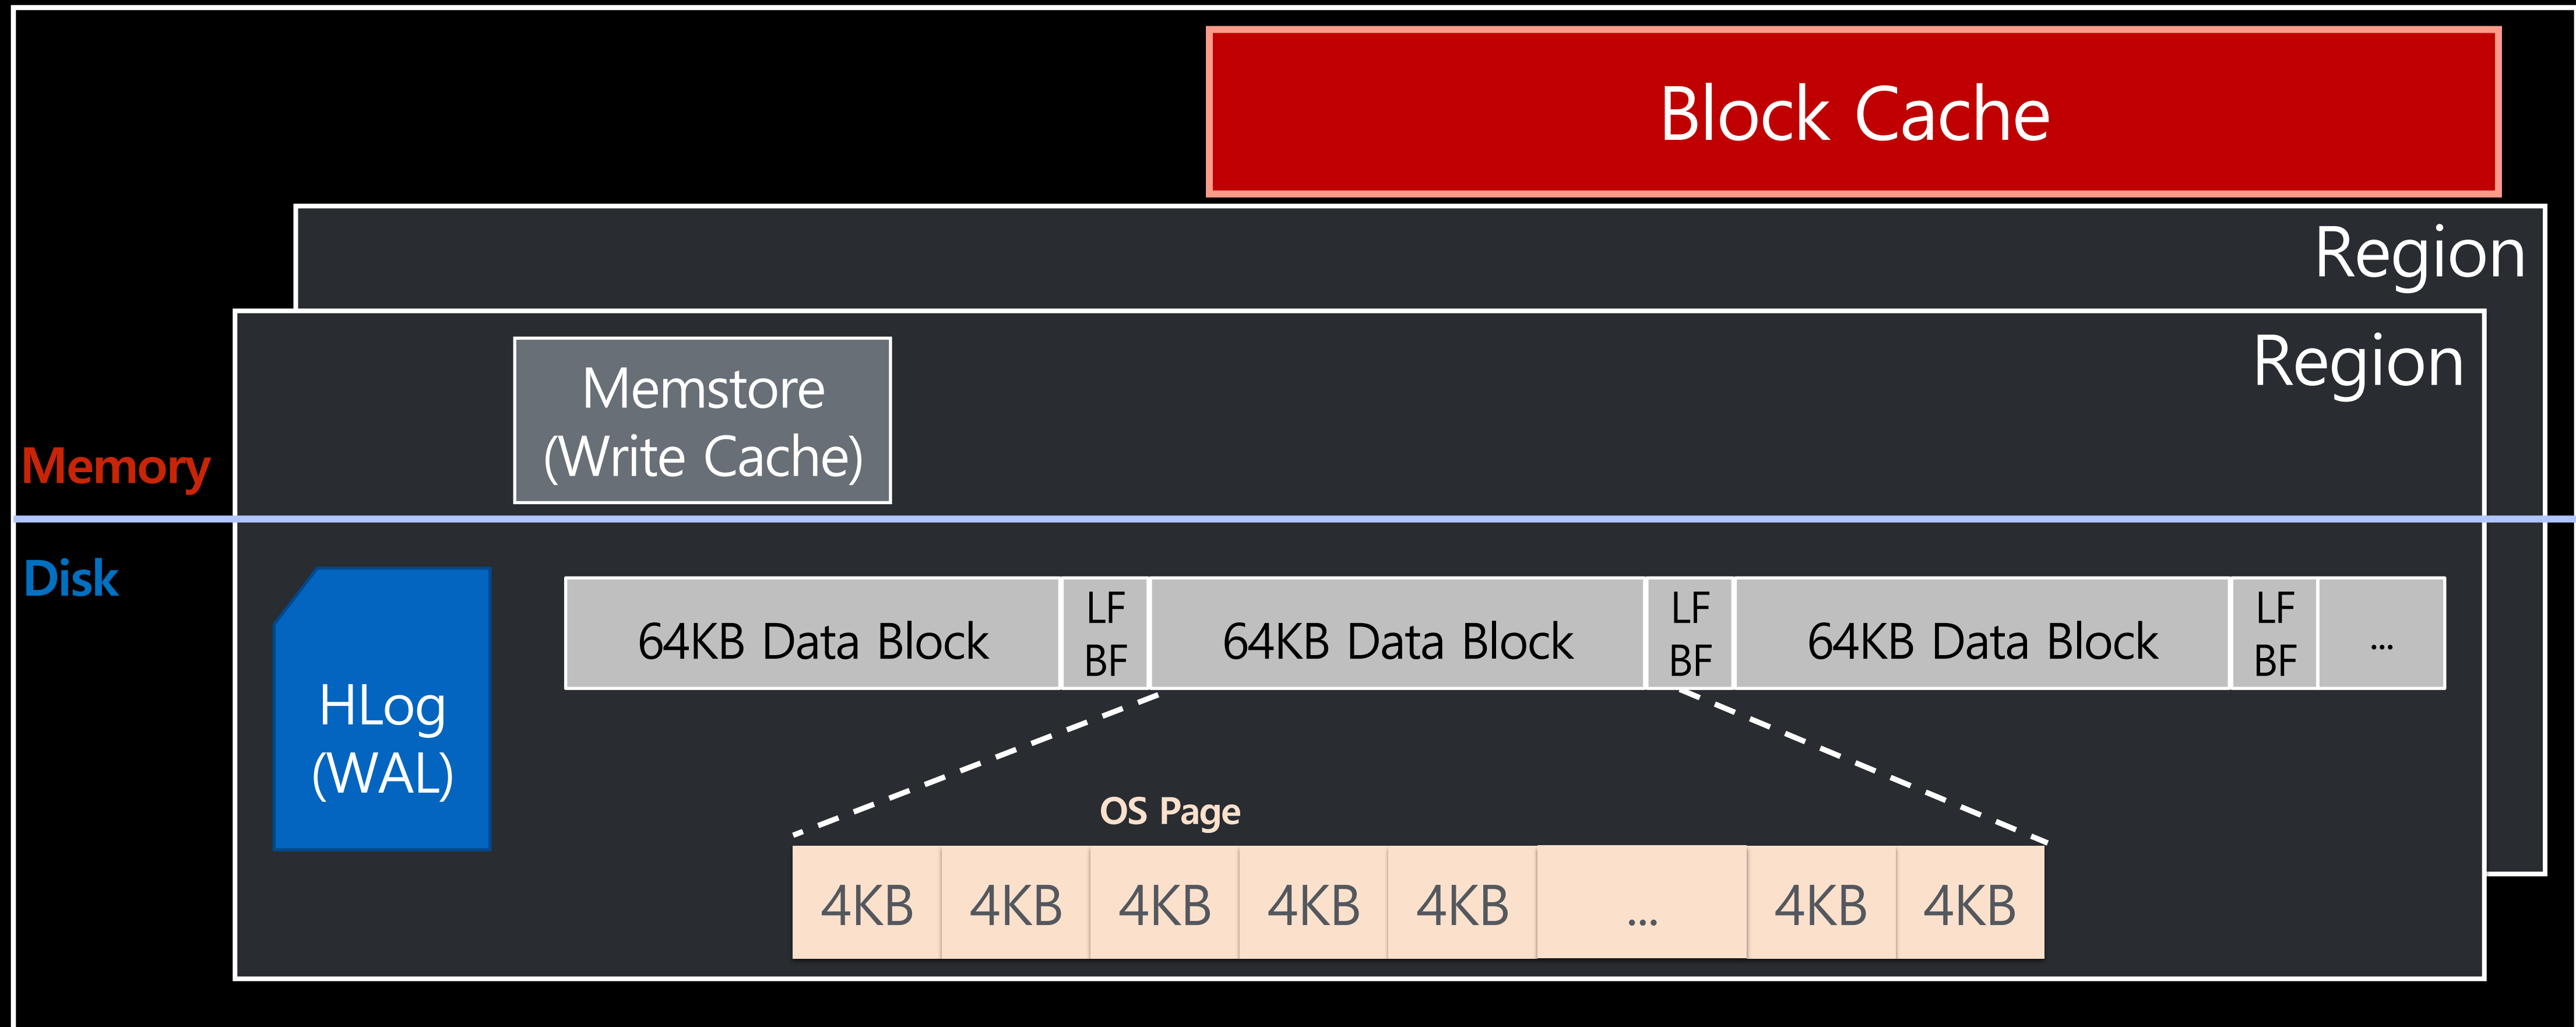 Block Cache
Region
Region
Memstore
(Write Cache)
Memory
Disk
HLog
(WAL)
64KB Data Block
LF
BF
64KB Data Block
LF
BF
64KB Data Block
LF
BF
...
OS Page
4KB
4KB
4KB
4KB
4KB
...
4KB
4KB